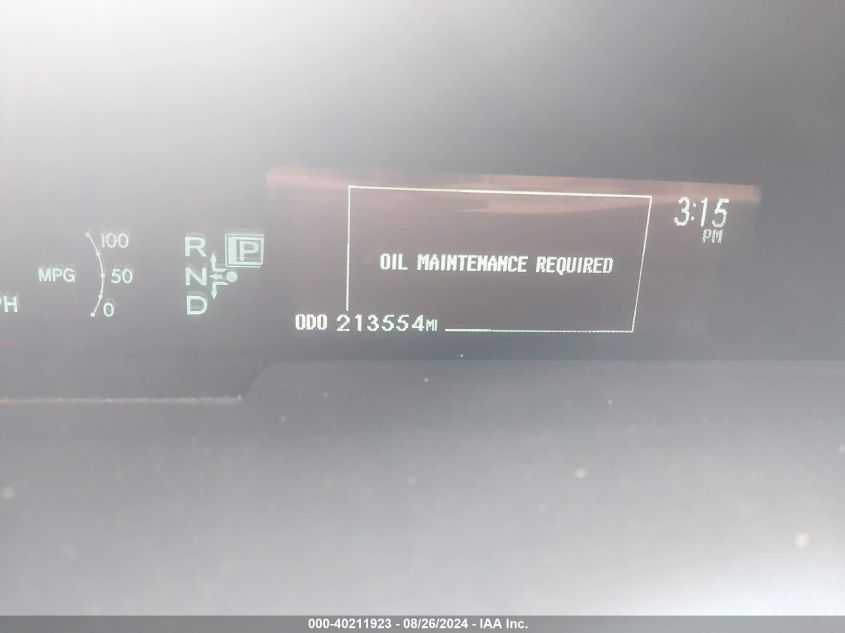 3:15
PM
100
MPG
50
0
R
P
N
D
OIL MAINTENANCE REQUIRED
ODO 213554MI
000-40211923 - 08/26/2024 - IAA Inc.